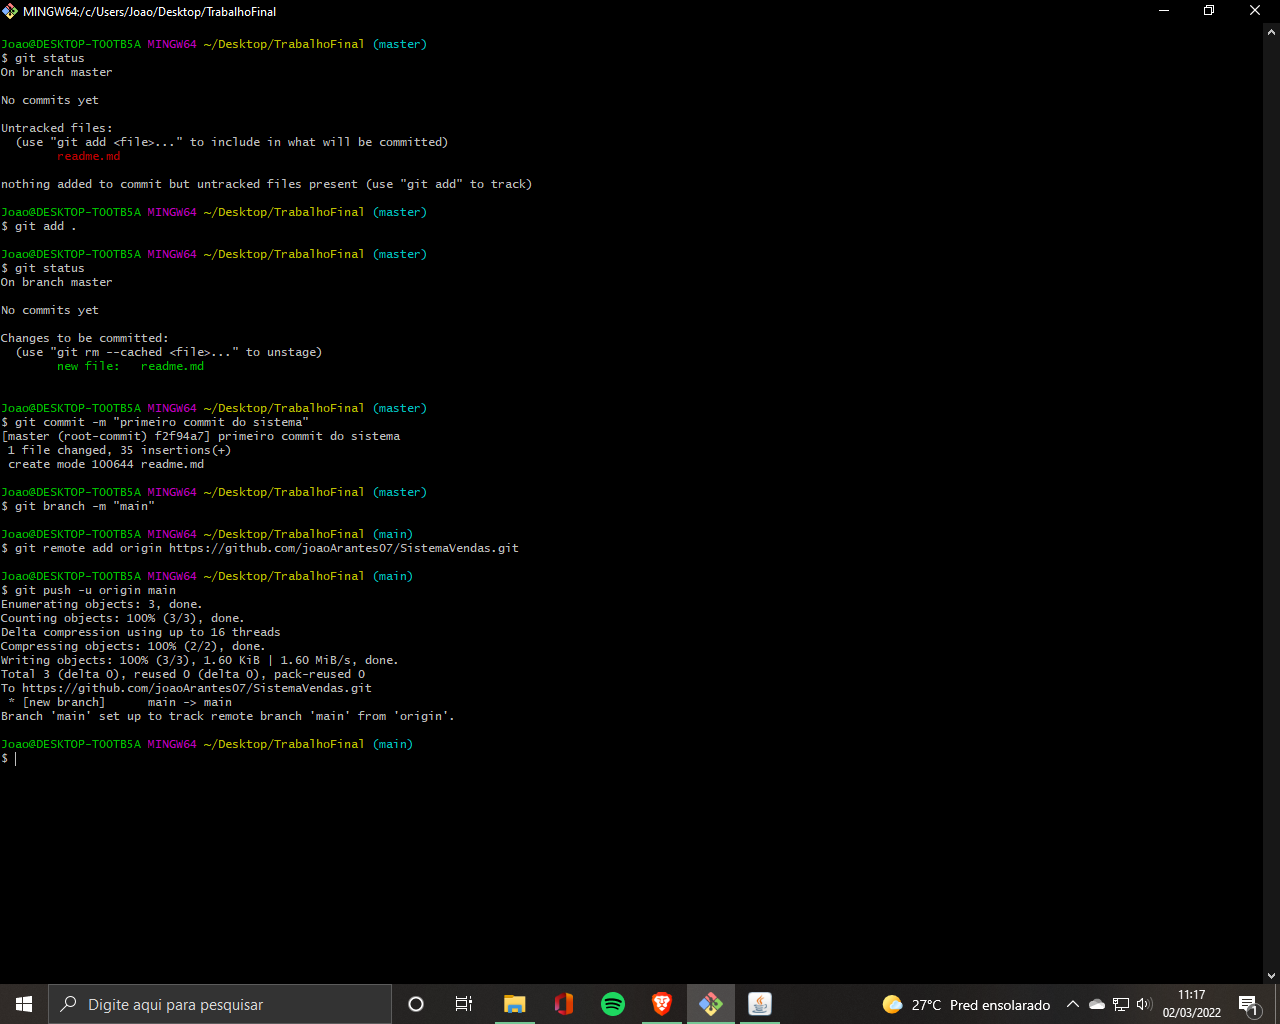 MINGW64:/c/Users/Joao/Desktop/TrabalhoFinal
Joao@DESKTOP-TOOTB5A MINGW64 ~/Desktop/TrabalhoFinal (master)
$ git status
On branch master
No commits yet
Untracked files:
(use "git add <file>..." to include in what will be committed)
readme.md
nothing added to commit but untracked files present (use "git add" to track)
Joao@DESKTOP-TOOTB5A MINGW64 ~/Desktop/TrabalhoFinal (master)
$ git add .
Joao@DESKTOP-TOOTB5A MINGW64 ~/Desktop/TrabalhoFinal (master)
$ git status
On branch master
No commits yet
Changes to be committed:
(use "git rm --cached <file>..." to unstage)
new file:   readme.md
Joao@DESKTOP-TOOTB5A MINGW64 ~/Desktop/TrabalhoFinal (master)
$ git commit -m "primeiro commit do sistema"
[master (root-commit) f2f94a7] primeiro commit do sistema
1 file changed, 35 insertions(+)
create mode 100644 readme.md
Joao@DESKTOP-TOOTB5A MINGW64 ~/Desktop/TrabalhoFinal (master)
$ git branch -m "main"
Joao@DESKTOP-TOOTB5A MINGW64 ~/Desktop/TrabalhoFinal (main)
$ git remote add origin https://github.com/joaoArantes07/SistemaVendas.git
Joao@DESKTOP-TOOTB5A MINGW64 ~/Desktop/TrabalhoFinal (main)
$ git push -u origin main
Enumerating objects: 3, done.
Counting objects: 100% (3/3), done.
Delta compression using up to 16 threads
Compressing objects: 100% (2/2), done.
Writing objects: 100% (3/3), 1.60 KiB | 1.60 MiB/s, done.
Total 3 (delta 0), reused 0 (delta 0), pack-reused 0
To https://github.com/joaoArantes07/SistemaVendas.git
* [new branch]      main -> main
Branch 'main' set up to track remote branch 'main' from 'origin'.
Joao@DESKTOP-TOOTB5A MINGW64 ~/Desktop/TrabalhoFinal (main)
$
Digite aqui para pesquisar
27°C Pred ensolarado
11:17
02/03/2022
1